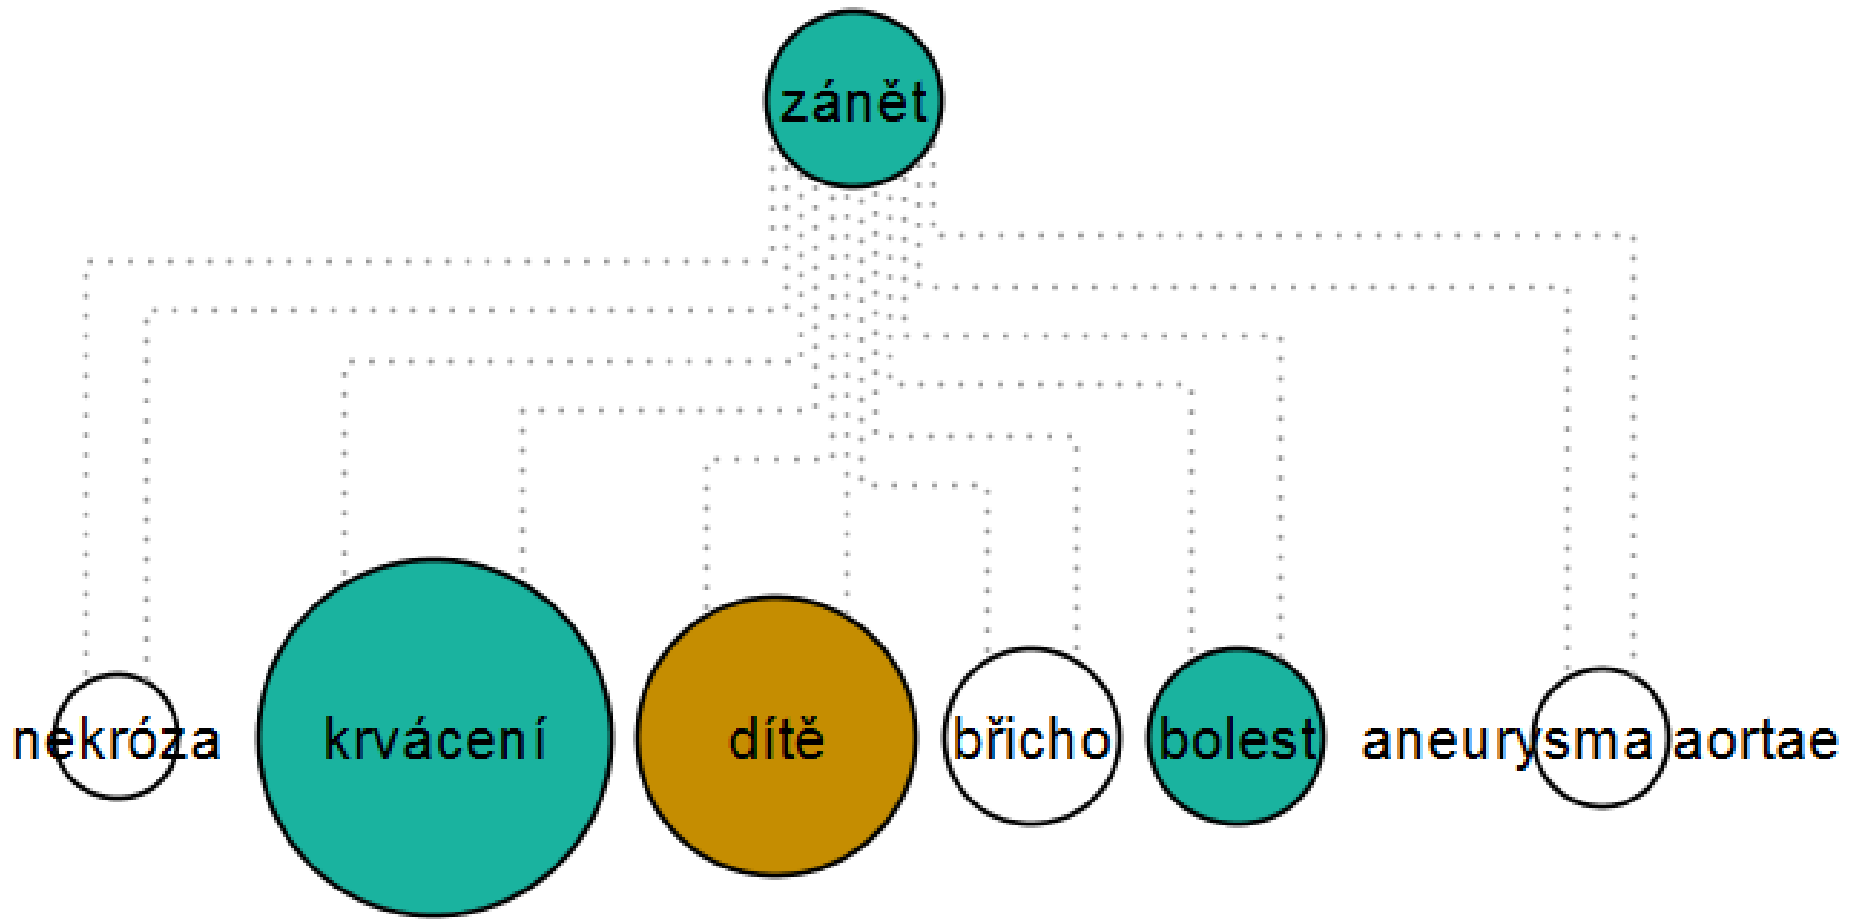 zánět
nekróza
krvácení
dítě
břicho
bolest
aneurysma aortae